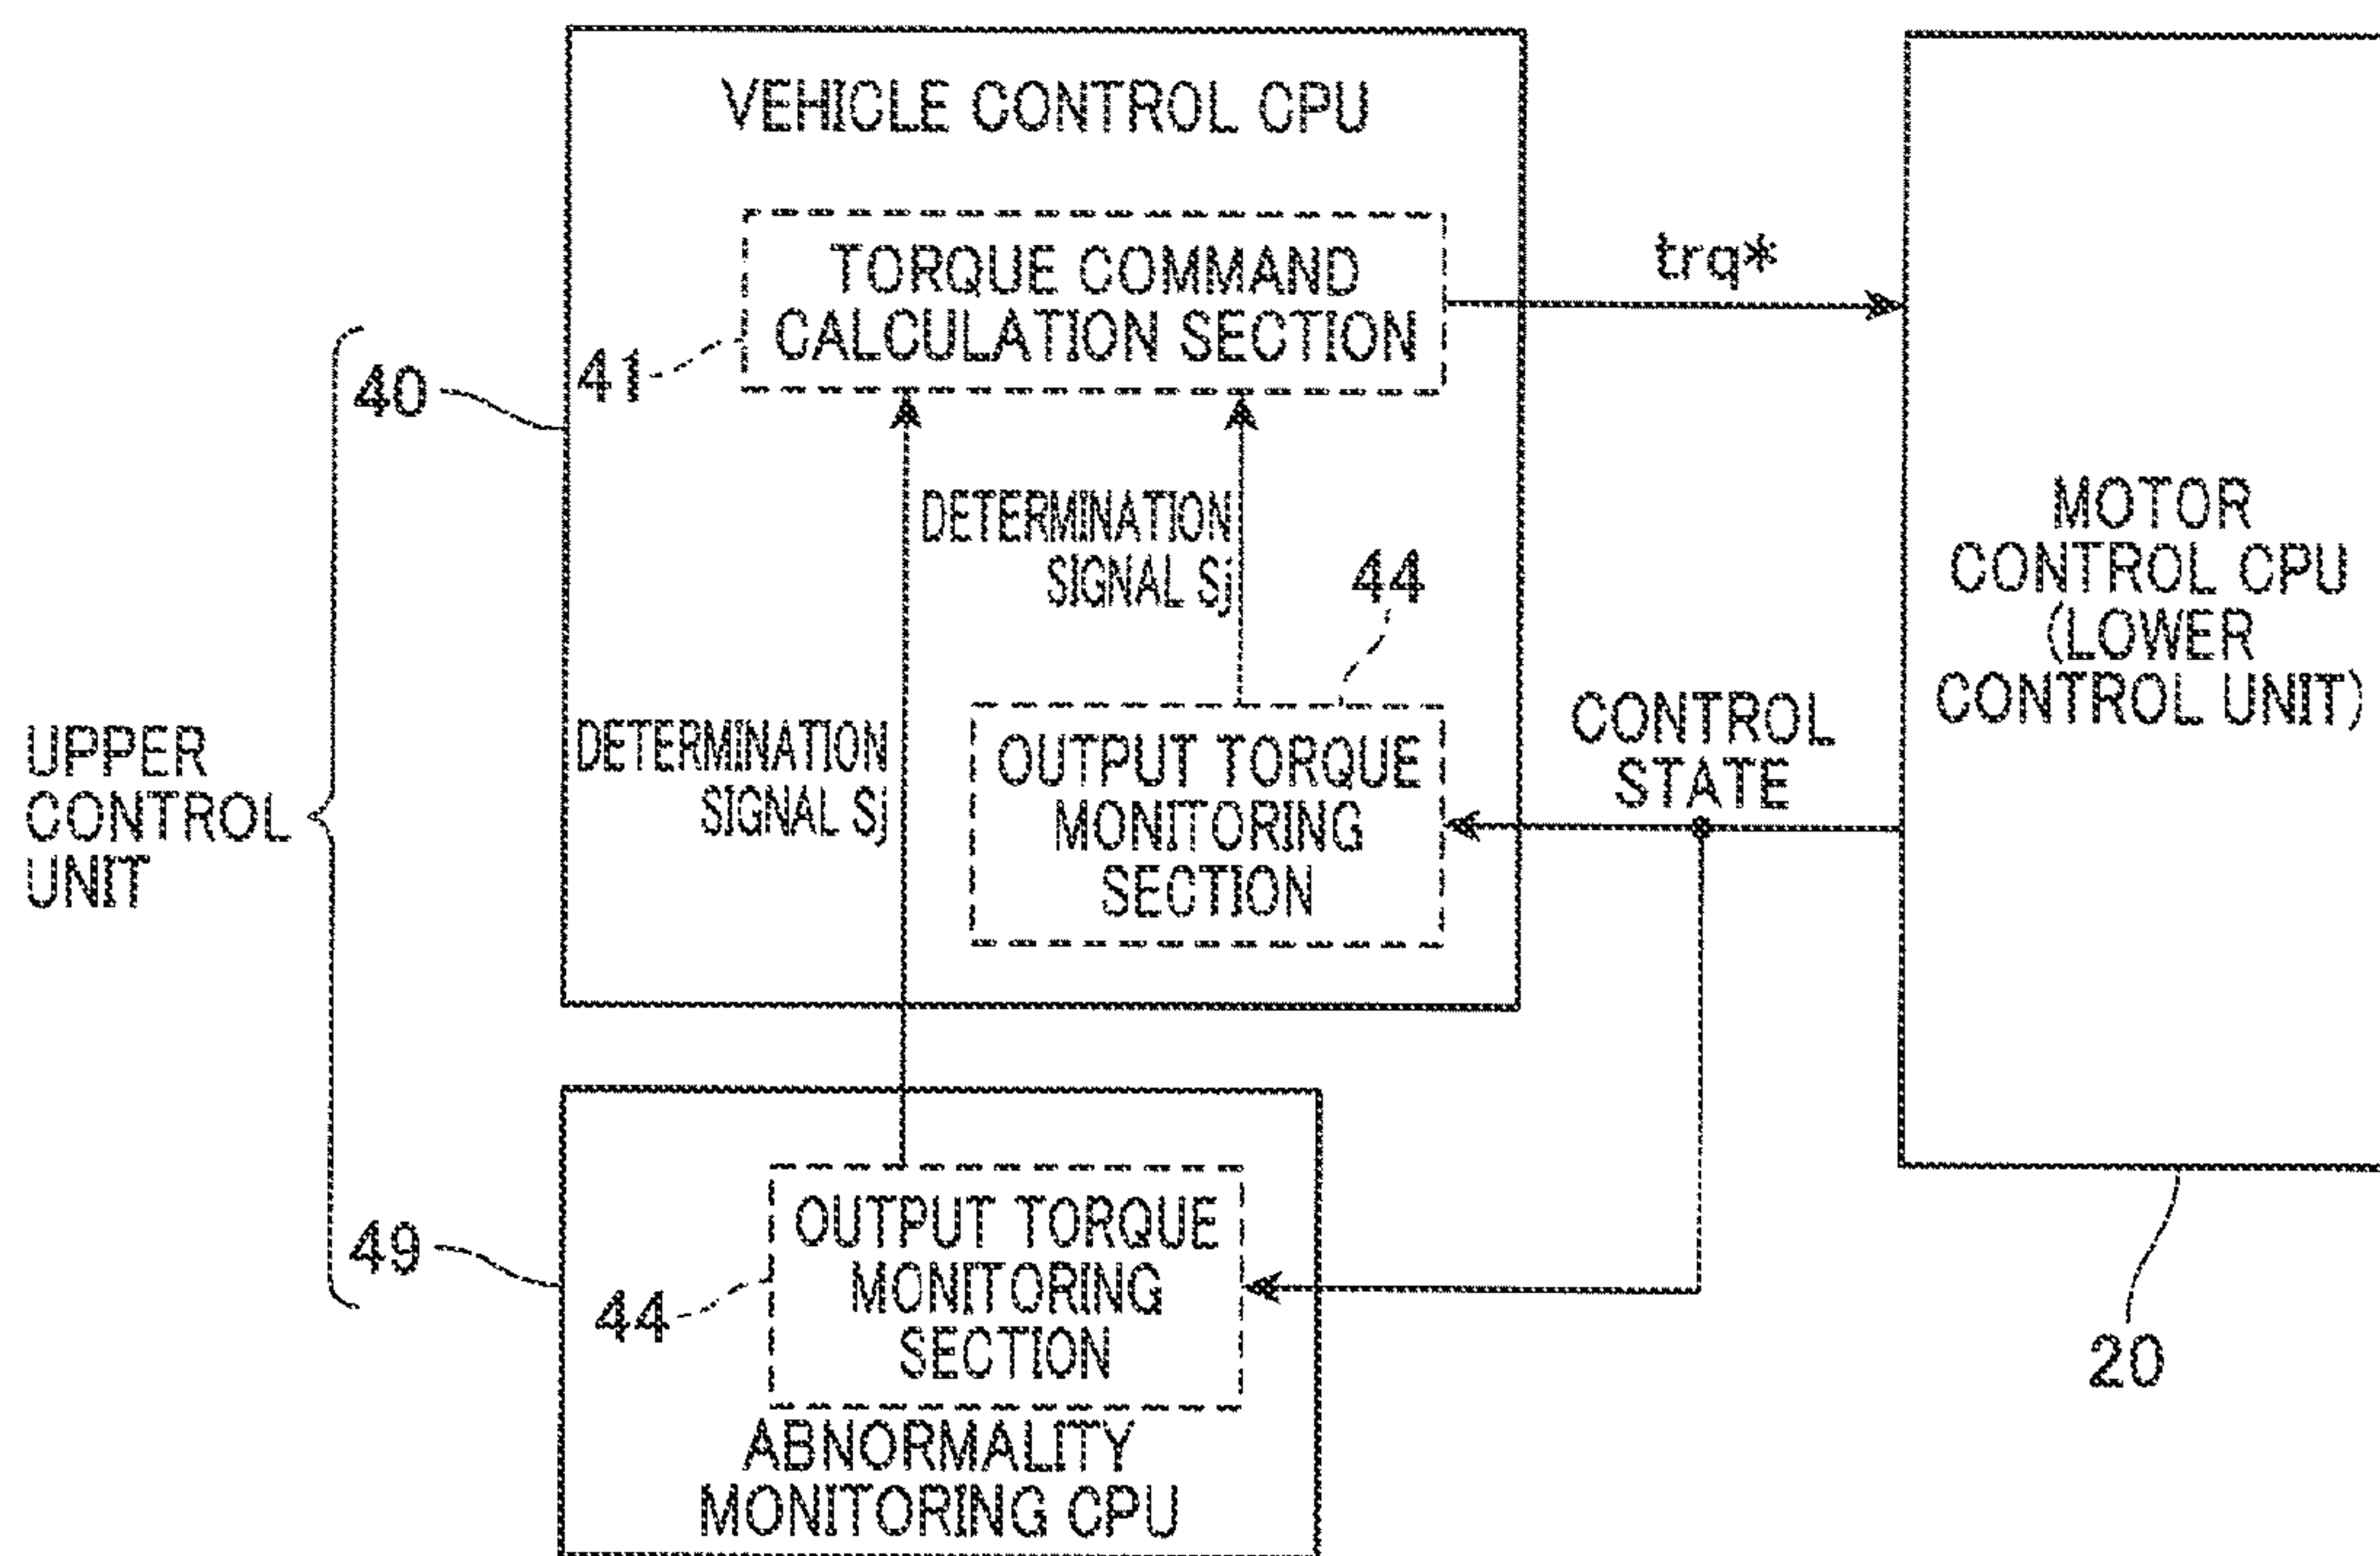 VEHICLE CONTROL CPU
TORQUE COMMAND
CALCULATION SECTION
trq*
40
41
DETERMINATION
SIGNAL Sj
44
MOTOR
CONTROL CPU
(LOWER
CONTROL UNIT)
UPPER
CONTROL
UNIT
DETERMINATION
SIGNAL Sj
OUTPUT TORQUE
MONITORING
SECTION
CONTROL
STATE
49
44
OUTPUT TORQUE
MONITORING
SECTION
ABNORMALITY
MONITORING CPU
20